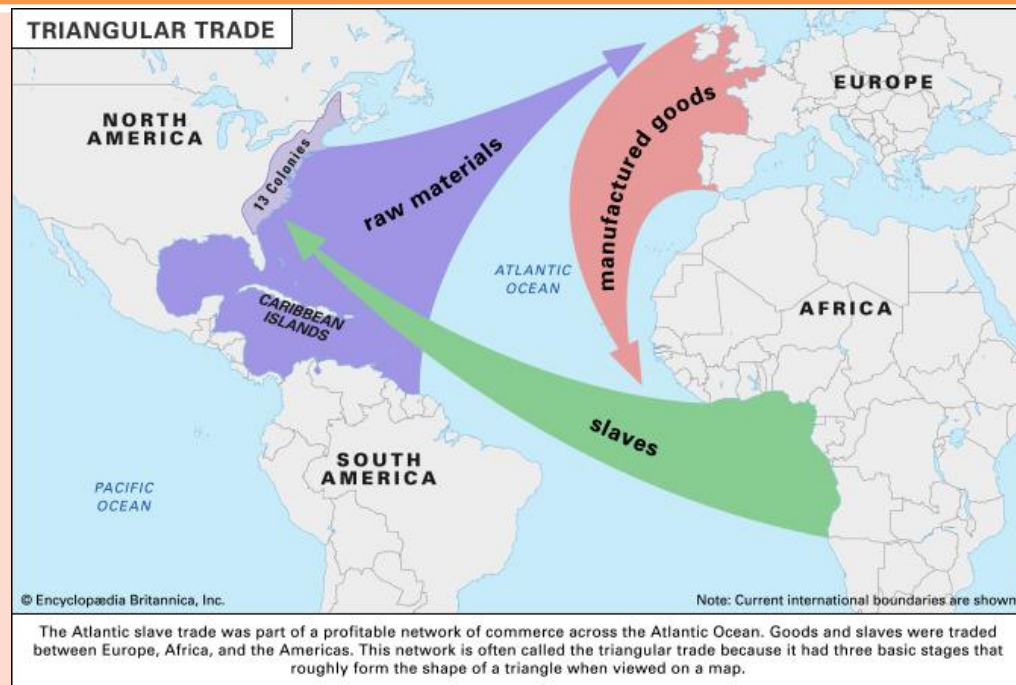 TRIANGULAR TRADE
NORTH
AMERICA
13 Colonies
raw materials
manufactured goods
EUROPE
ATLANTIC
OCEAN
CARIBBEAN
ISLANDS
AFRICA
slaves
SOUTH
AMERICA
PACIFIC
OCEAN
© Encyclopædia Britannica, Inc.
Note: Current international boundaries are shown
The Atlantic slave trade was part of a profitable network of commerce across the Atlantic Ocean. Goods and slaves were traded
between Europe, Africa, and the Americas. This network is often called the triangular trade because it had three basic stages that
roughly form the shape of a triangle when viewed on a map.